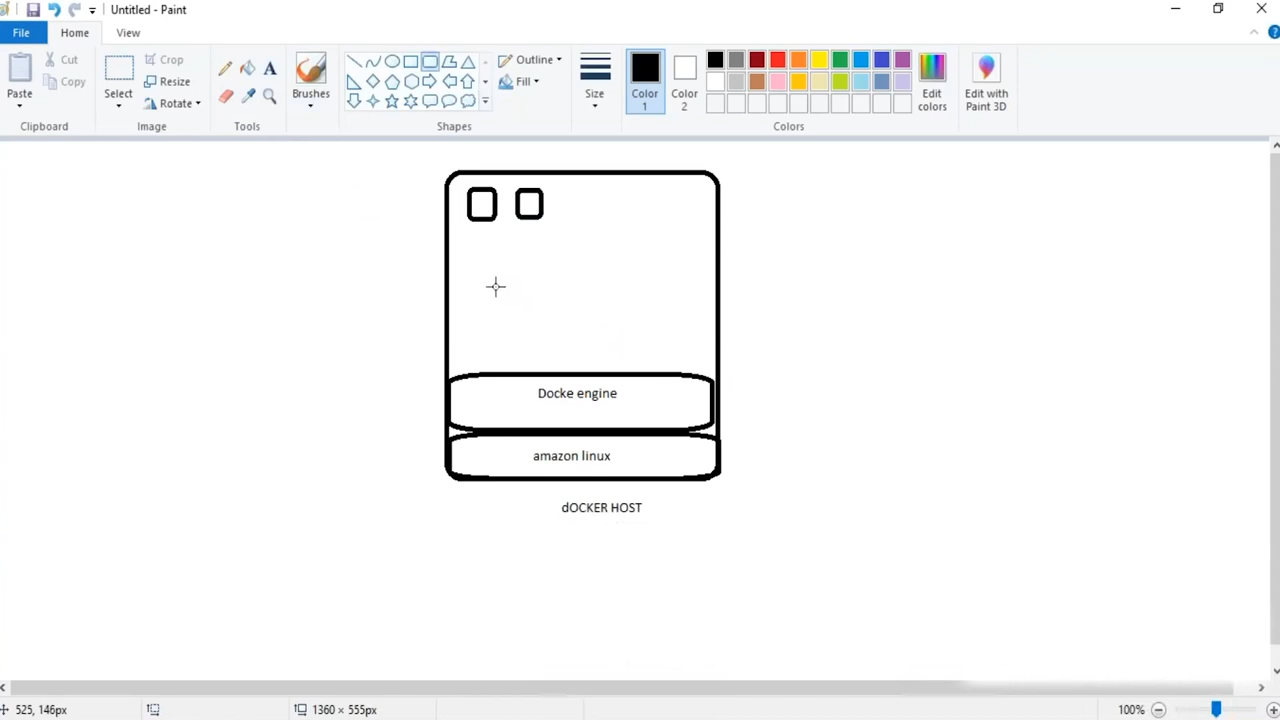 Untitled - Paint
File Home View
Paste
Cut
Copy
Clipboard
Select
Crop
Resize
Rotate
Image
Tools
Brushes
Outline
Fill
Shapes
Size
Color 1
Color 2
Edit colors
Colors
Edit with Paint 3D
Docke engine
amazon linux
dOCKER HOST
525, 146px
1360 × 555px
100%